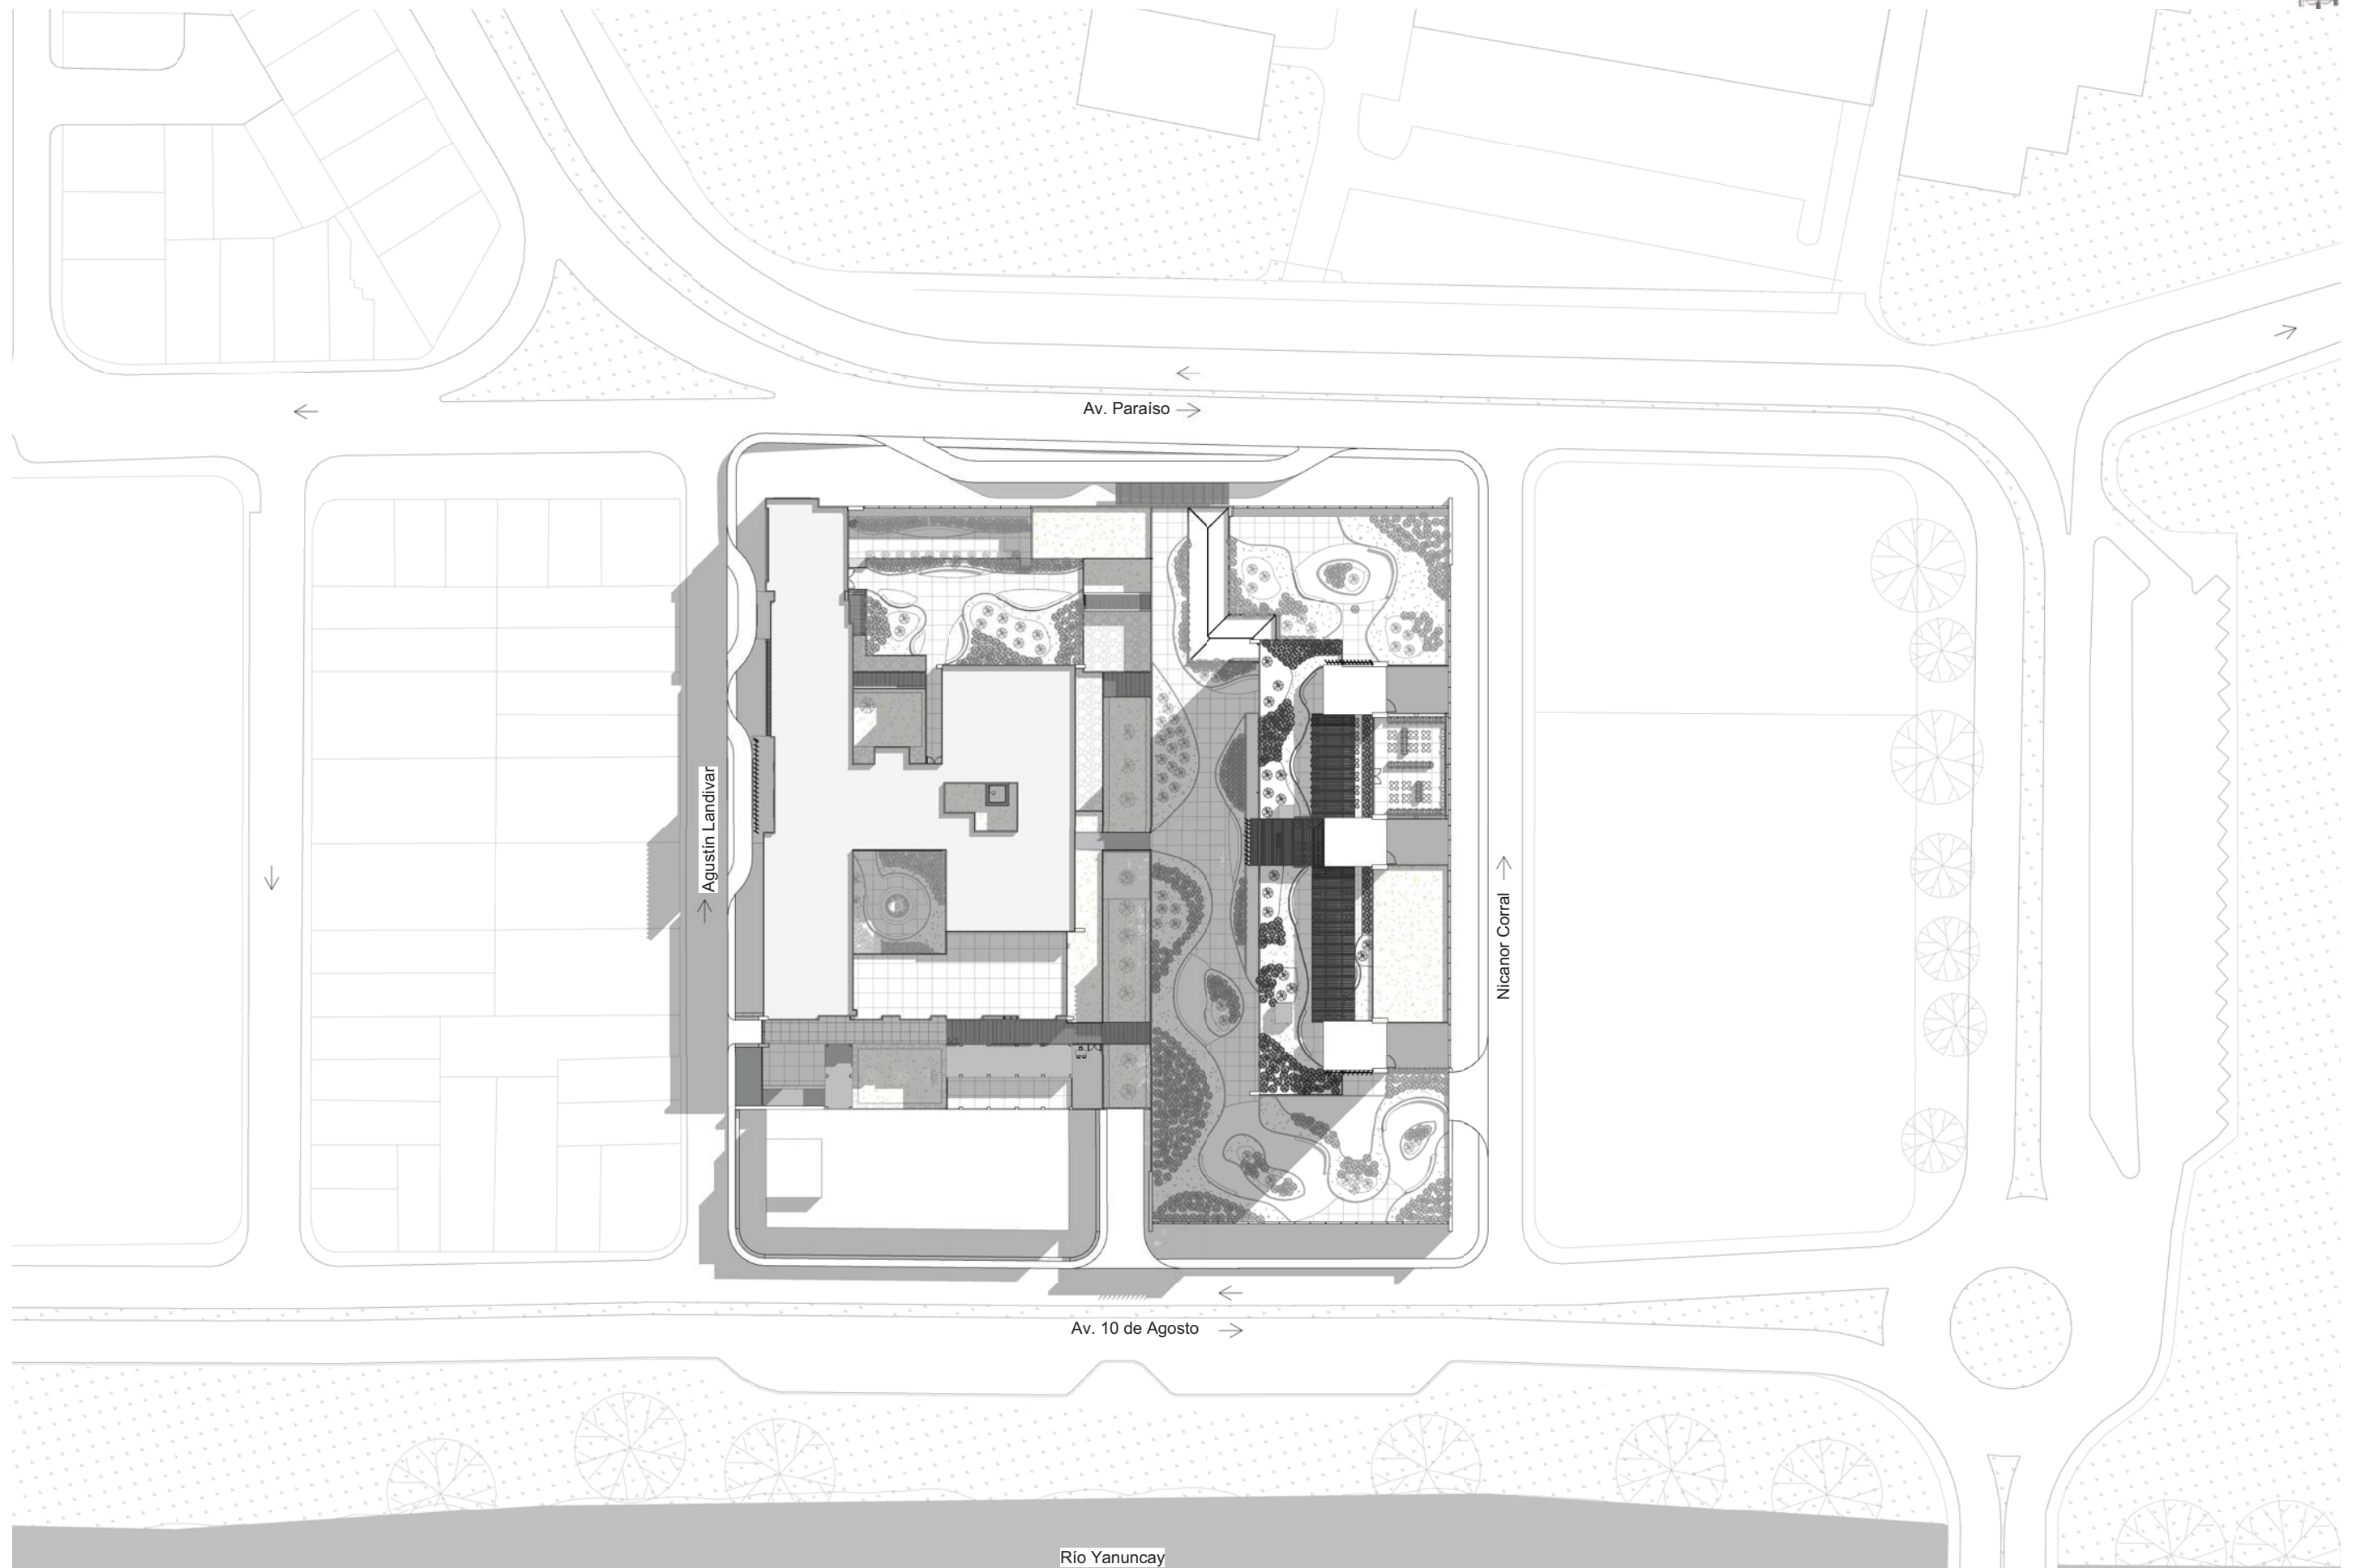 Av. Paraíso
Agustín Landivar
Nicanor Corral
Av. 10 de Agosto
Río Yanuncay